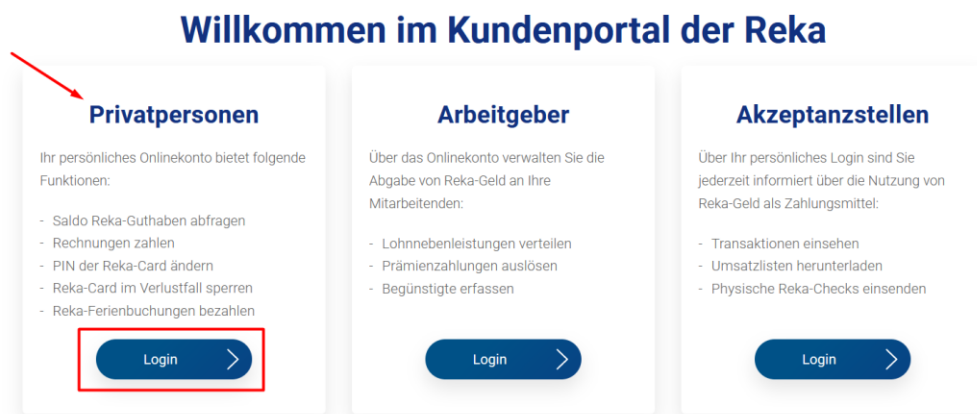 Willkommen im Kundenportal der Reka
Privatpersonen
Ihr persönliches Onlinekonto bietet folgende
Funktionen:
- Saldo Reka-Guthaben abfragen
- Rechnungen zahlen
- PIN der Reka-Card ändern
- Reka-Card im Verlustfall sperren
- Reka-Ferienbuchungen bezahlen
Login
Arbeitgeber
Über das Onlinekonto verwalten Sie die
Abgabe von Reka-Geld an Ihre
Mitarbeitenden:
- Lohnnebenleistungen verteilen
- Prämienzahlungen auslösen
- Begünstigte erfassen
Login
Akzeptanzstellen
Über Ihr persönliches Login sind Sie
jederzeit informiert über die Nutzung von
Reka-Geld als Zahlungsmittel:
- Transaktionen einsehen
- Umsatzlisten herunterladen
- Physische Reka-Checks einsenden
Login